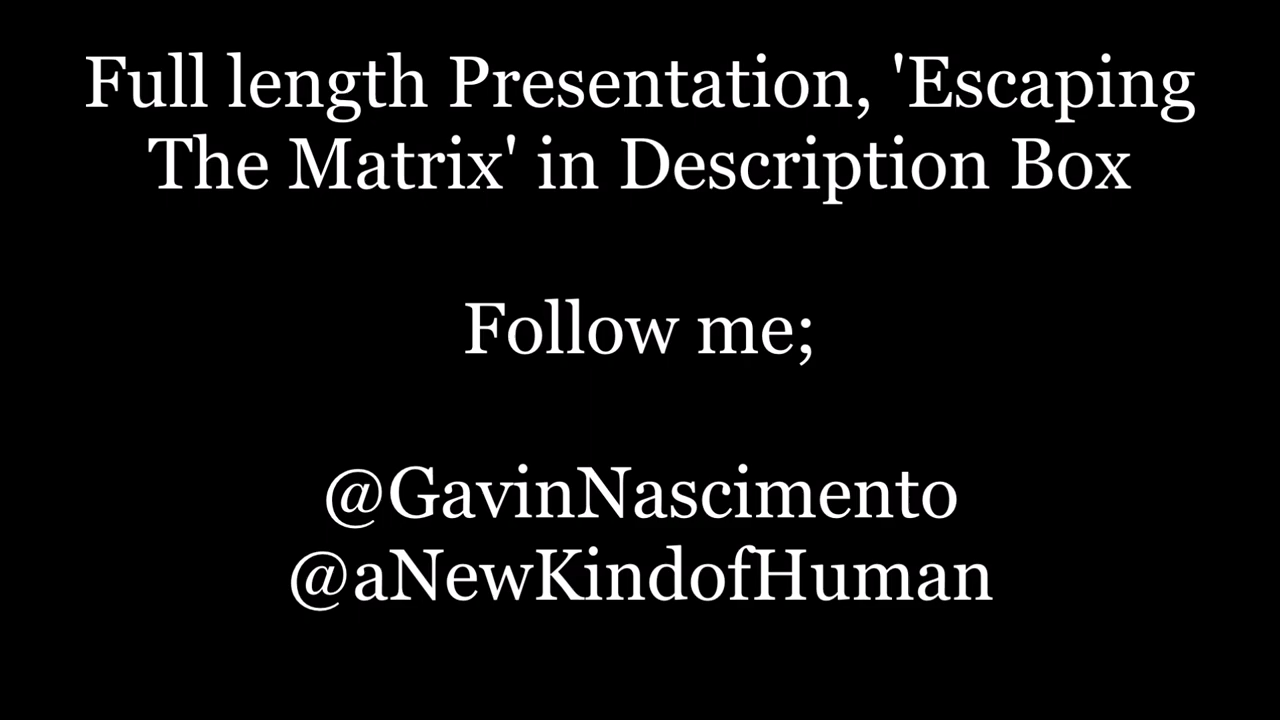 Full length Presentation, 'Escaping
The Matrix' in Description Box
Follow me;
@GavinNascimento
@aNewKindofHuman